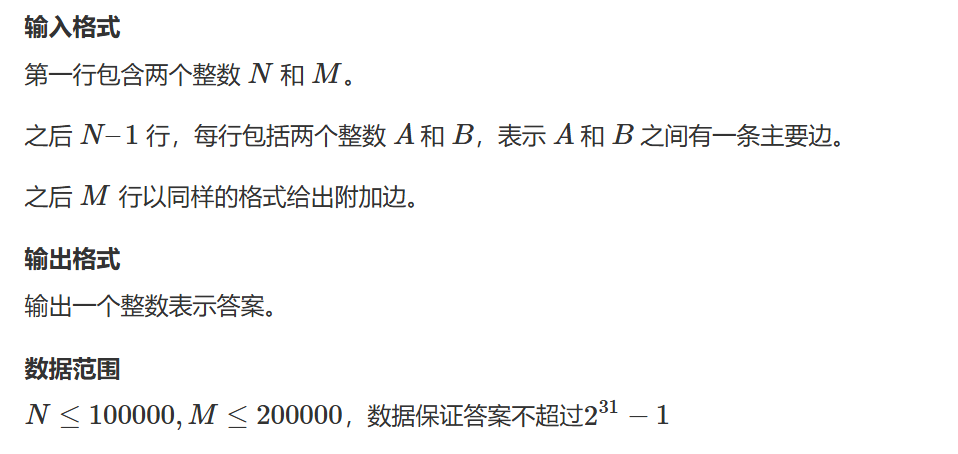 输入格式
第一行包含两个整数 N 和 M。
之后 N–1 行，每行包括两个整数 A 和 B，表示 A 和 B 之间有一条主要边。
之后 M 行以同样的格式给出附加边。
输出格式
输出一个整数表示答案。
数据范围
N ≤ 100000, M ≤ 200000，数据保证答案不超过2³¹ − 1